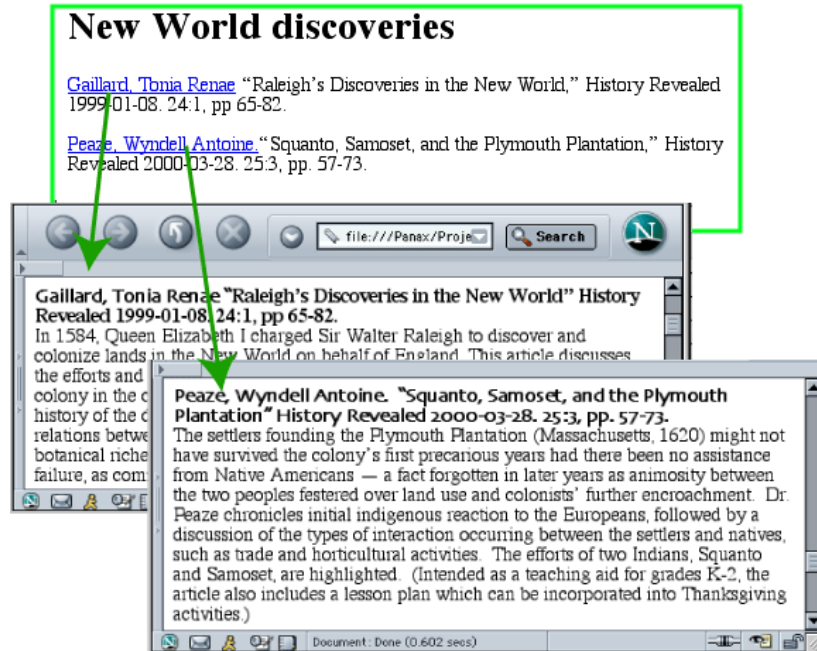 New World discoveries
Gaillard, Tonia Renae “Raleigh’s Discoveries in the New World,” History Revealed
1999-01-08. 24:1, pp 65-82.
Peaze, Wyndell Antoine.“Squanto, Samoset, and the Plymouth Plantation,” History
Revealed 2000-03-28. 25:3, pp. 57-73.
file:///Panax/Proje
Search
N
Gaillard, Tonia Renae “Raleigh’s Discoveries in the New World” History
Revealed 1999-01-08. 24:1, pp 65-82.
In 1584, Queen Elizabeth I charged Sir Walter Raleigh to discover and
colonize lands in the New World on behalf of England. This article discusses
the efforts and
colony in the
history of the
relations betwe
botanical riche
failure, as com
Peaze, Wyndell Antoine. “Squanto, Samoset, and the Plymouth
Plantation” History Revealed 2000-03-28. 25:3, pp. 57-73.
The settlers founding the Plymouth Plantation (Massachusetts, 1620) might not
have survived the colony’s first precarious years had there been no assistance
from Native Americans — a fact forgotten in later years as animosity between
the two peoples festered over land use and colonists’ further encroachment. Dr.
Peaze chronicles initial indigenous reaction to the Europeans, followed by a
discussion of the types of interaction occurring between the settlers and natives,
such as trade and horticultural activities. The efforts of two Indians, Squanto
and Samoset, are highlighted. (Intended as a teaching aid for grades K-2, the
article also includes a lesson plan which can be incorporated into Thanksgiving
activities.)
Document: Done (0.602 secs)